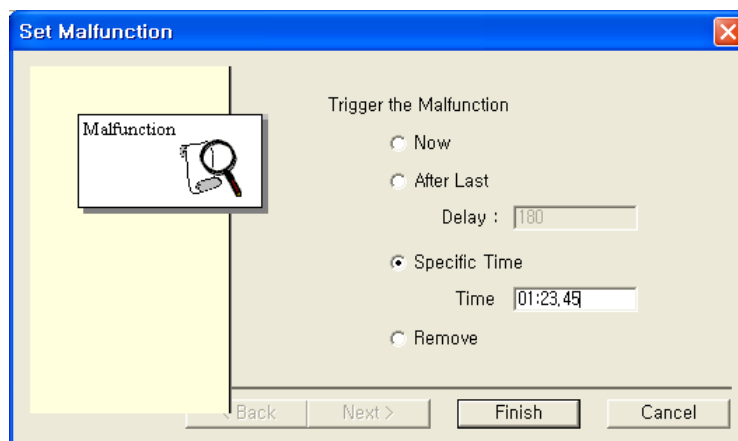 Set Malfunction
Malfunction
Trigger the Malfunction
Now
After Last
Delay : 180
Specific Time
Time 01:23,45
Remove
< Back Next > Finish Cancel